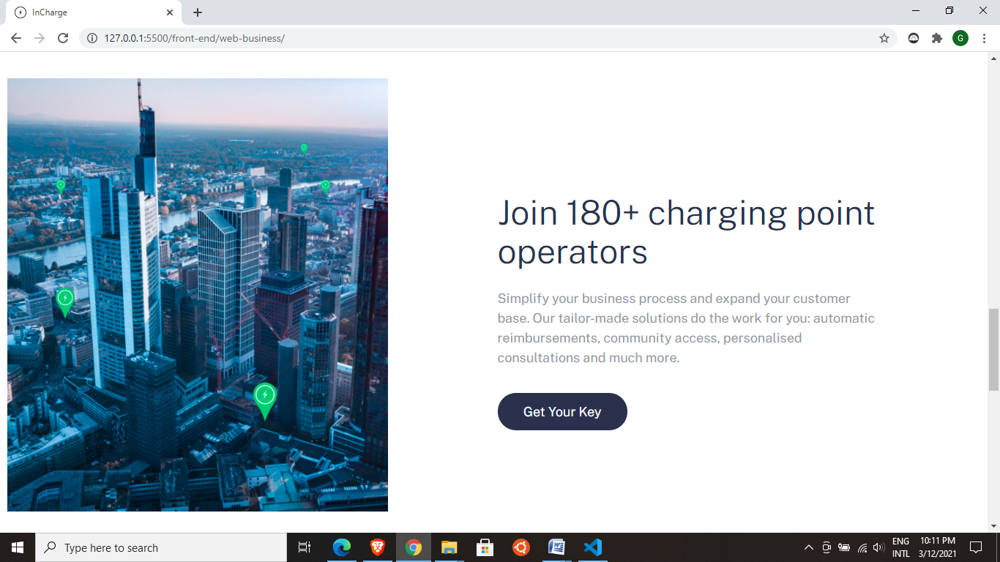 InCharge
127.0.0.1:5500/front-end/web-business/
G
Join 180+ charging point
operators
Simplify your business process and expand your customer
base. Our tailor-made solutions do the work for you: automatic
reimbursements, community access, personalised
consultations and much more.
Get Your Key
Type here to search
ENG
INTL
10:11 PM
3/12/2021